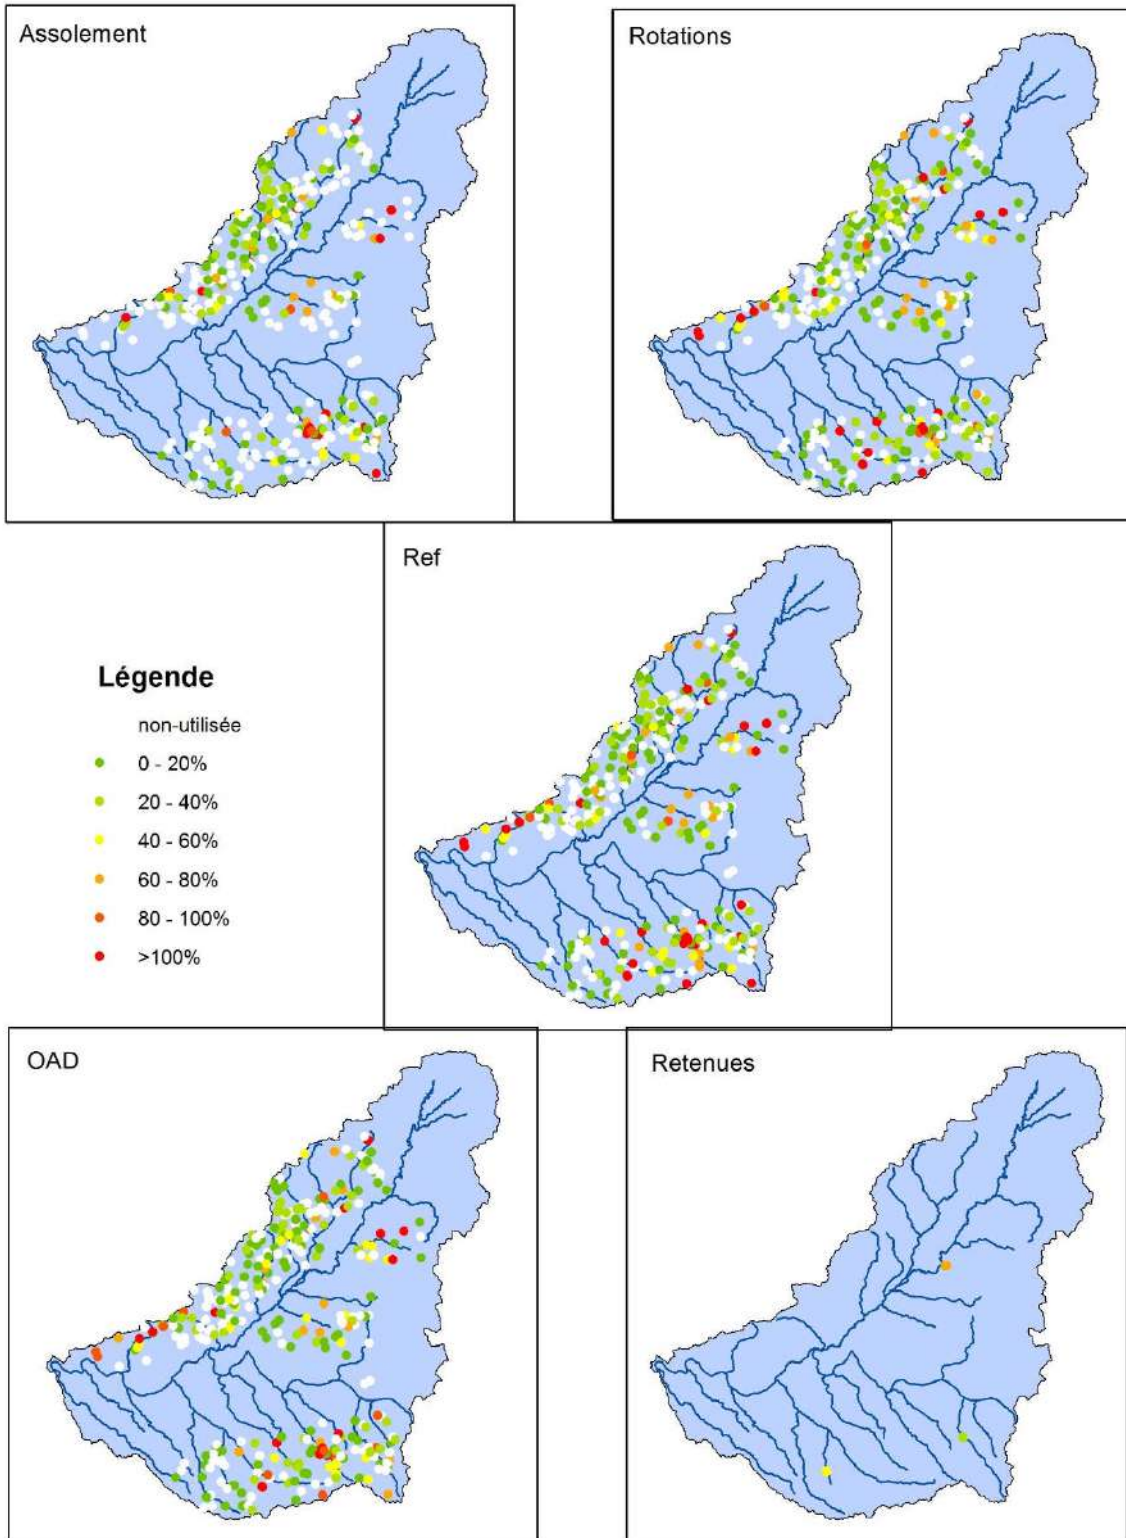 Assolement
Rotations
Ref
Légende
non-utilisée
0 - 20%
20 - 40%
40 - 60%
60 - 80%
80 - 100%
>100%
OAD
Retenues